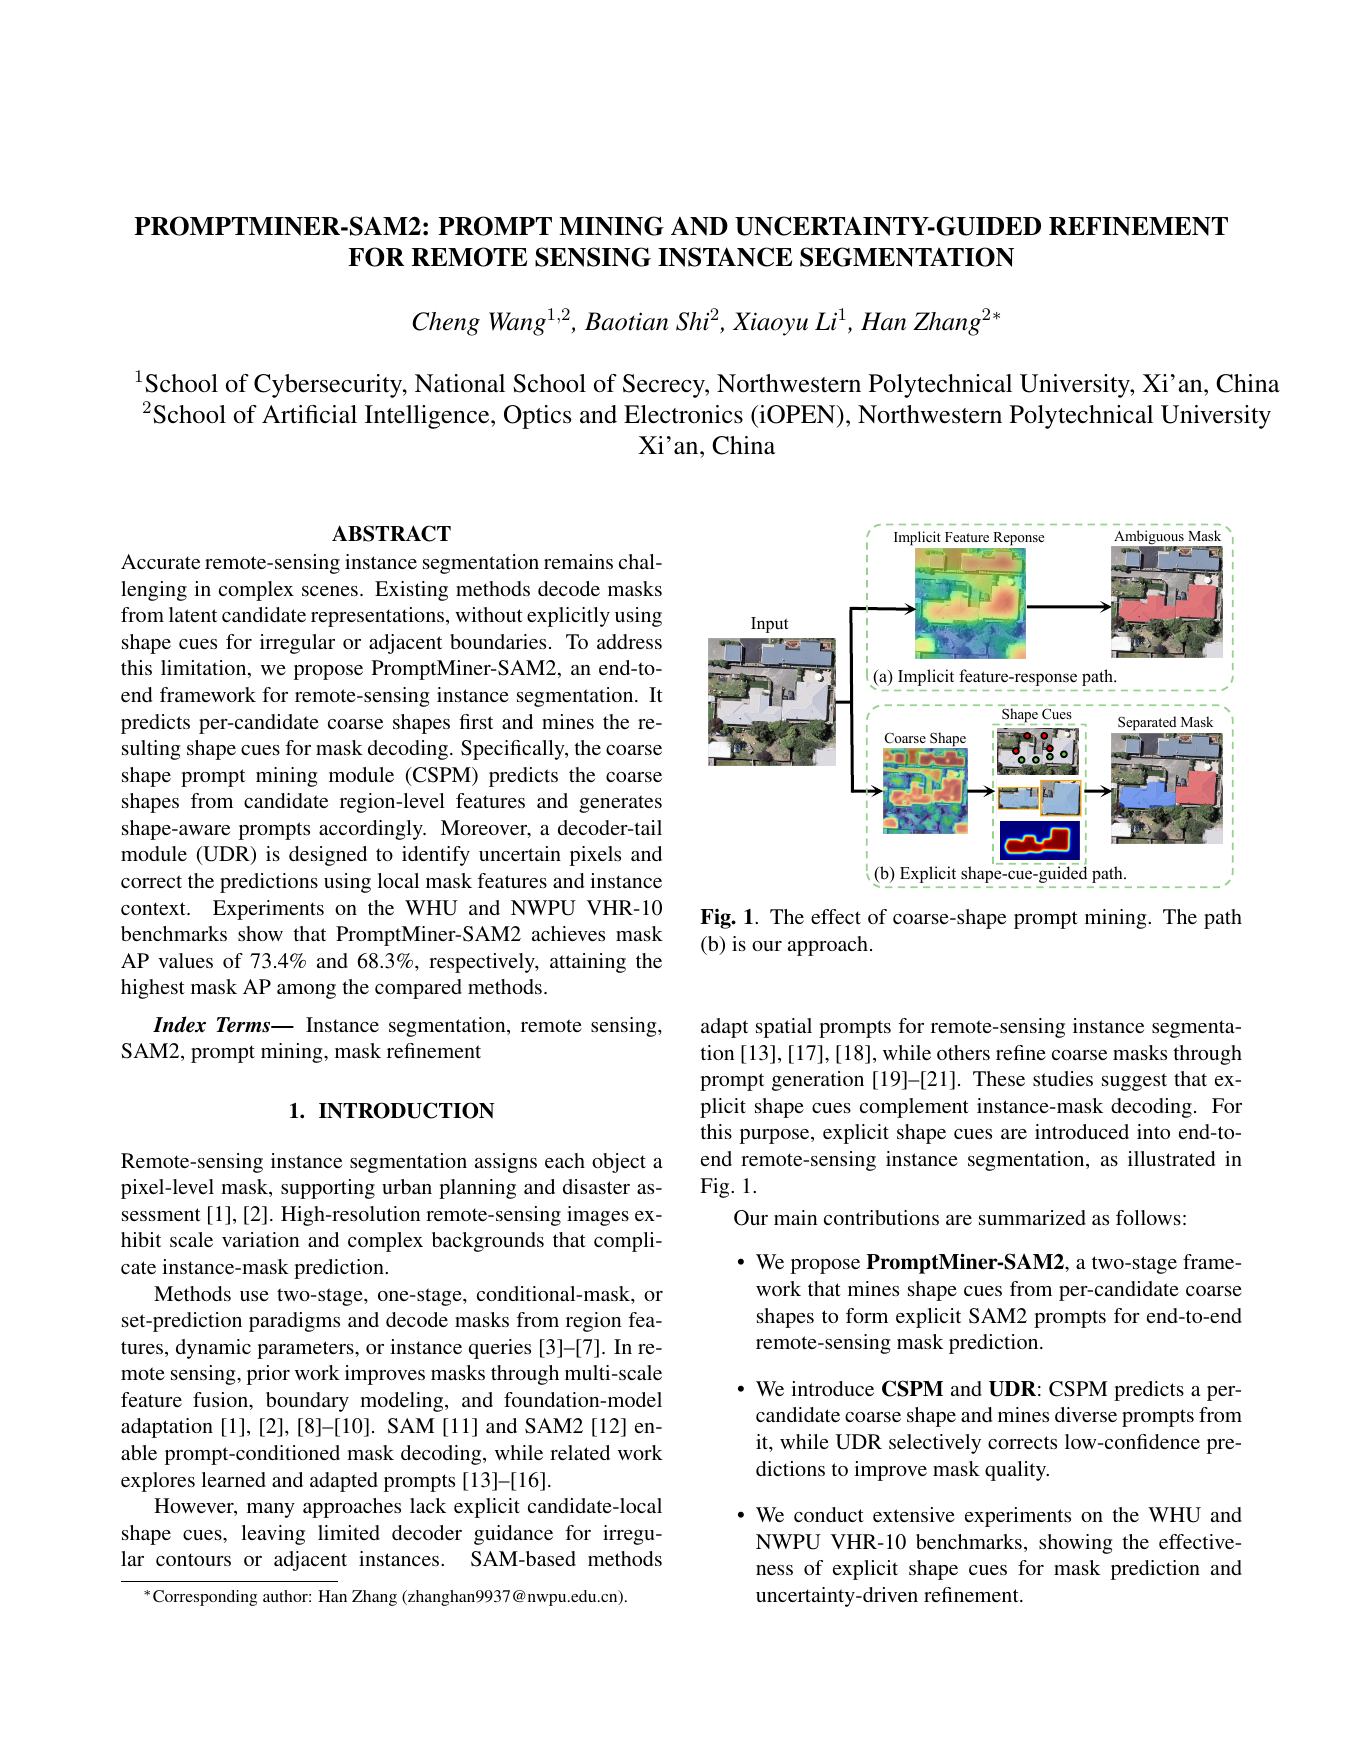 PROMPTMINER-SAM2: PROMPT MINING AND UNCERTAINTY-GUIDED REFINEMENT
FOR REMOTE SENSING INSTANCE SEGMENTATION
Cheng Wang1,2, Baotian Shi2, Xiaoyu Li1, Han Zhang2*
1School of Cybersecurity, National School of Secrecy, Northwestern Polytechnical University, Xi'an, China
2School of Artificial Intelligence, Optics and Electronics (iOPEN), Northwestern Polytechnical University
Xi'an, China
ABSTRACT
Accurate remote-sensing instance segmentation remains chal-
lenging in complex scenes. Existing methods decode masks
from latent candidate representations, without explicitly using
shape cues for irregular or adjacent boundaries. To address
this limitation, we propose PromptMiner-SAM2, an end-to-
end framework for remote-sensing instance segmentation. It
predicts per-candidate coarse shapes first and mines the re-
sulting shape cues for mask decoding. Specifically, the coarse
shape prompt mining module (CSPM) predicts the coarse
shapes from candidate region-level features and generates
shape-aware prompts accordingly. Moreover, a decoder-tail
module (UDR) is designed to identify uncertain pixels and
correct the predictions using local mask features and instance
context. Experiments on the WHU and NWPU VHR-10
benchmarks show that PromptMiner-SAM2 achieves mask
AP values of 73.4% and 68.3%, respectively, attaining the
highest mask AP among the compared methods.
Index Terms— Instance segmentation, remote sensing,
SAM2, prompt mining, mask refinement
1. INTRODUCTION
Remote-sensing instance segmentation assigns each object a
pixel-level mask, supporting urban planning and disaster as-
sessment [1], [2]. High-resolution remote-sensing images ex-
hibit scale variation and complex backgrounds that compli-
cate instance-mask prediction.
Methods use two-stage, one-stage, conditional-mask, or
set-prediction paradigms and decode masks from region fea-
tures, dynamic parameters, or instance queries [3]–[7]. In re-
mote sensing, prior work improves masks through multi-scale
feature fusion, boundary modeling, and foundation-model
adaptation [1], [2], [8]–[10]. SAM [11] and SAM2 [12] en-
able prompt-conditioned mask decoding, while related work
explores learned and adapted prompts [13]–[16].
However, many approaches lack explicit candidate-local
shape cues, leaving limited decoder guidance for irregu-
lar contours or adjacent instances. SAM-based methods
*Corresponding author: Han Zhang (zhanghan9937@nwpu.edu.cn).
Input
Implicit Feature Reponse
Ambiguous Mask
(a) Implicit feature-response path.
Coarse Shape
Shape Cues
Separated Mask
(b) Explicit shape-cue-guided path.
Fig. 1. The effect of coarse-shape prompt mining. The path
(b) is our approach.
adapt spatial prompts for remote-sensing instance segmenta-
tion [13], [17], [18], while others refine coarse masks through
prompt generation [19]–[21]. These studies suggest that ex-
plicit shape cues complement instance-mask decoding. For
this purpose, explicit shape cues are introduced into end-to-
end remote-sensing instance segmentation, as illustrated in
Fig. 1.
Our main contributions are summarized as follows:
• We propose PromptMiner-SAM2, a two-stage frame-
work that mines shape cues from per-candidate coarse
shapes to form explicit SAM2 prompts for end-to-end
remote-sensing mask prediction.
• We introduce CSPM and UDR: CSPM predicts a per-
candidate coarse shape and mines diverse prompts from
it, while UDR selectively corrects low-confidence pre-
dictions to improve mask quality.
• We conduct extensive experiments on the WHU and
NWPU VHR-10 benchmarks, showing the effective-
ness of explicit shape cues for mask prediction and
uncertainty-driven refinement.